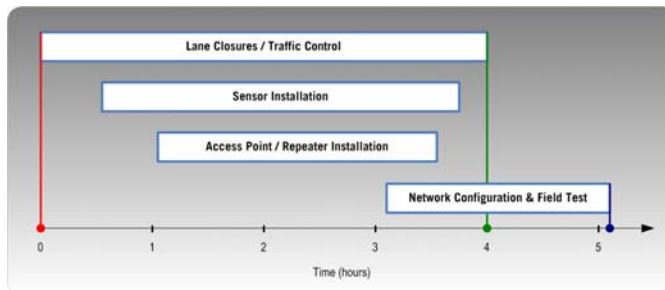 Lane Closures / Traffic Control
Sensor Installation
Access Point / Repeater Installation
Network Configuration & Field Test
0 1 2 3 4 5
Time (hours)